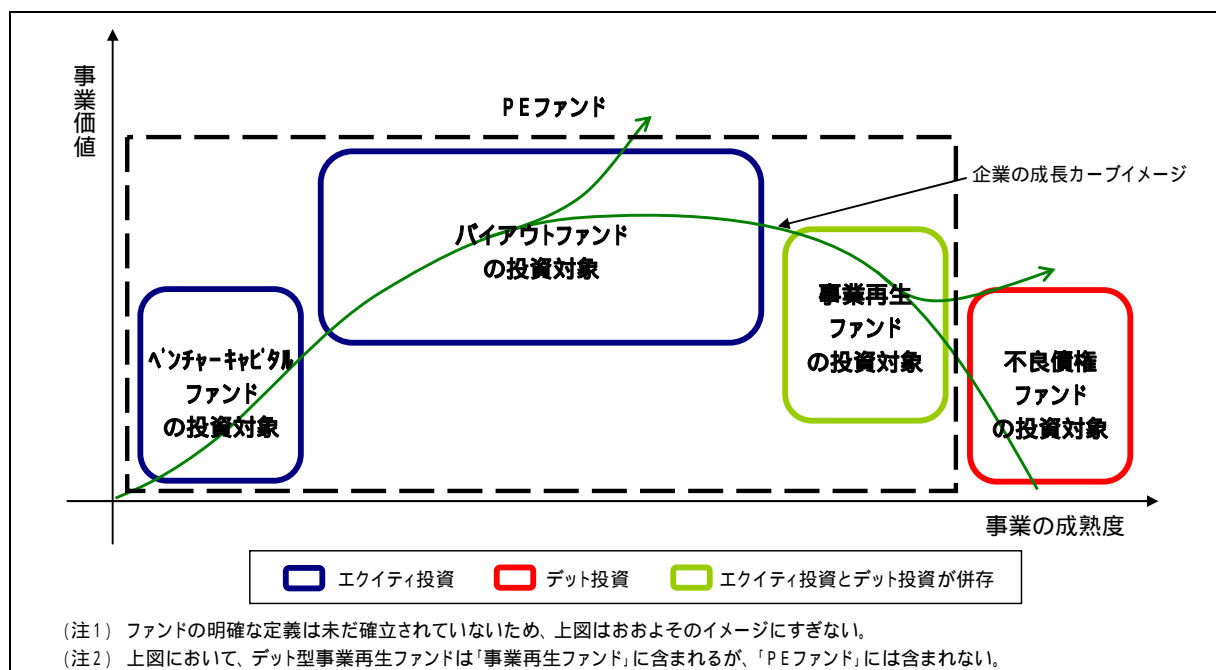 事業価値
PEファンド
企業の成長カーブイメージ
バイアウトファンド
の投資対象
事業再生
ファンド
の投資対象
ベンチャーキャピタル
ファンド
の投資対象
不良債権
ファンド
の投資対象
事業の成熟度
エクイティ投資
デット投資
エクイティ投資とデット投資が併存
(注1) ファンドの明確な定義は未だ確立されていないため、上図はおおよそのイメージにすぎない。
(注2) 上図において、デット型事業再生ファンドは「事業再生ファンド」に含まれるが、「PEファンド」には含まれない。